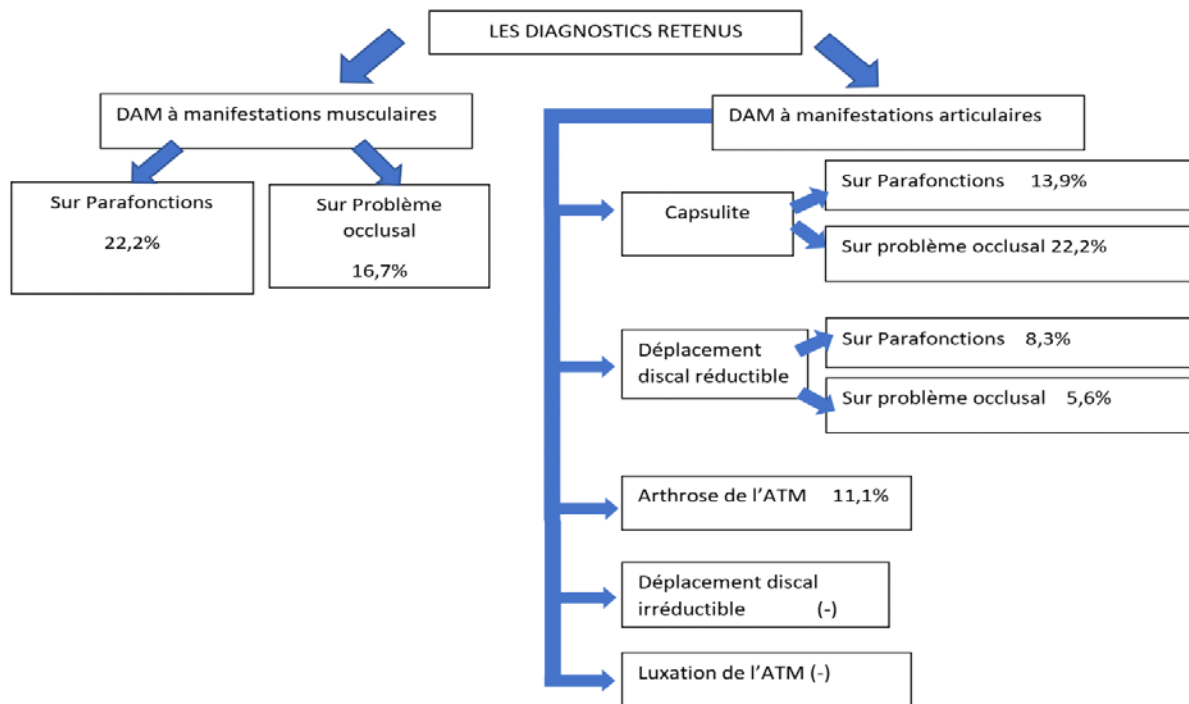 LES DIAGNOSTICS RETENUS
DAM à manifestations musculaires
Sur Parafonctions
22,2%
Sur Problème
occlusal
16,7%
DAM à manifestations articulaires
Capsulite
Sur Parafonctions 13,9%
Sur problème occlusal 22,2%
Déplacement
discal réductible
Sur Parafonctions 8,3%
Sur problème occlusal 5,6%
Arthrose de l’ATM 11,1%
Déplacement discal
irréductible (-)
Luxation de l’ATM (-)